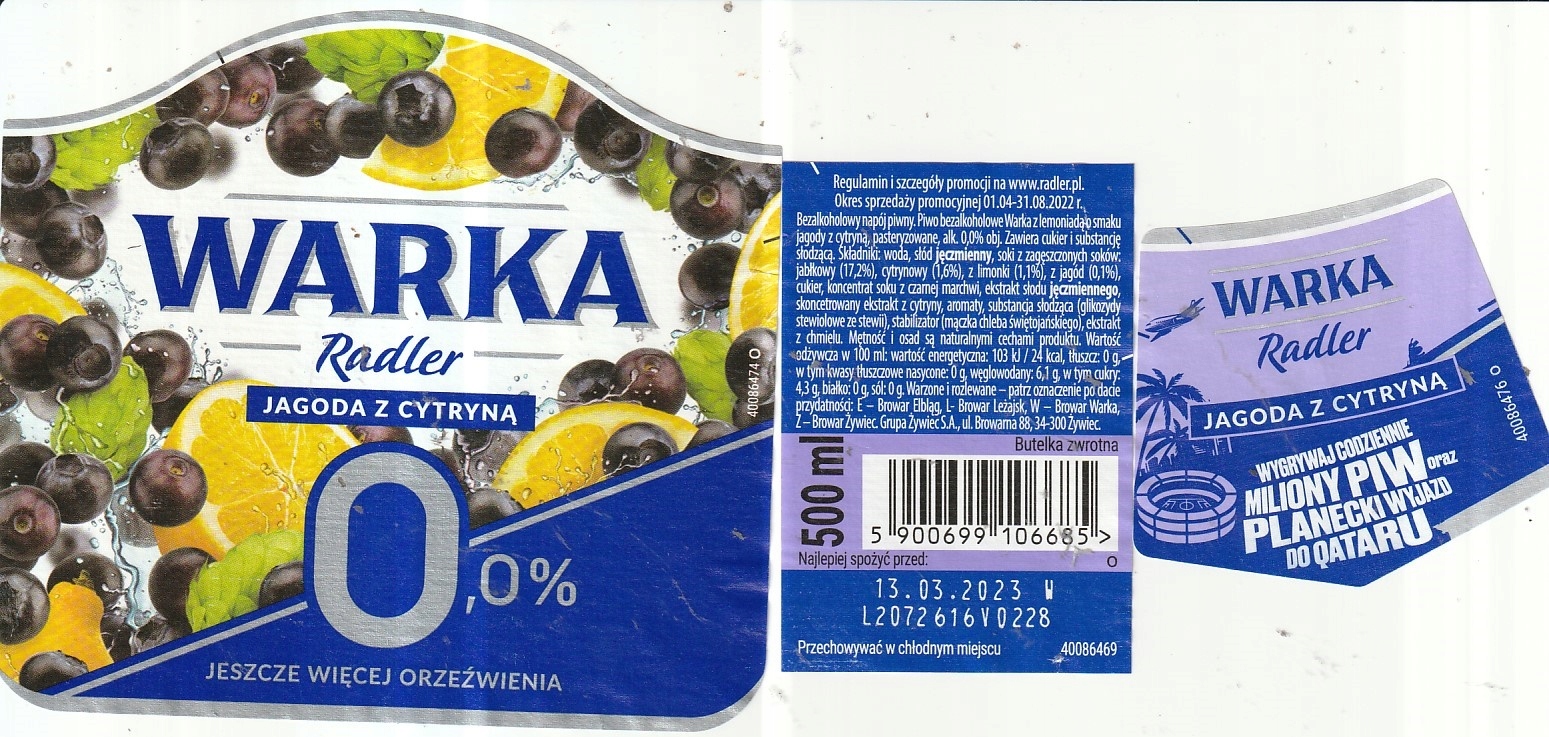 WARKA
Radler
JAGODA Z CYTRYNĄ
0,0%
JESZCZE WIĘCEJ ORZEŹWIENIA
40086474 O
Regulamin i szczegóły promocji na www.radler.pl.
Okres sprzedaży promocyjnej 01.04-31.08.2022 r.
Bezalkoholowy napój piwny. Piwo bezalkoholowe Warka z lemoniadą o smaku
jagody z cytryną, pasteryzowane, alk. 0,0% obj. Zawiera cukier i substancję
słodzącą. Składniki: woda, słód jęczmienny, soki z zagęszczonych soków:
jabłkowy (17,2%), cytrynowy (1,6%), z limonki (1,1%), z jagód (0,1%),
cukier, koncentrat soku z czarnej marchwi, ekstrakt słodu jęczmiennego,
skoncetrowany ekstrakt z cytryny, aromaty, substancja słodząca (glikozydy
stewiolowe ze stewii), stabilizator (mączka chleba świętojańskiego), ekstrakt
z chmielu. Mętność i osad są naturalnymi cechami produktu. Wartość
odżywcza w 100 ml: wartość energetyczna: 103 kJ / 24 kcal, tłuszcz: 0 g,
w tym kwasy tłuszczowe nasycone: 0 g, węglowodany: 6,1 g, w tym cukry:
4,3 g, białko: 0 g, sól: 0 g. Warzone i rozlewane – patrz oznaczenie po dacie
przydatności: E – Browar Elbląg, L- Browar Leżajsk, W – Browar Warka,
Z – Browar Żywiec. Grupa Żywiec S.A., ul. Browarna 88, 34-300 Żywiec.
Butelka zwrotna
500 ml
5 900699 106685 >
Najlepiej spożyć przed:
O
13.03.2023 W
L2072616V0228
Przechowywać w chłodnym miejscu
40086469
WARKA
Radler
JAGODA Z CYTRYNĄ
WYGRYWAJ CODZIENNIE
MILIONY PIW oraz
PLANECKI WYJAZD
DO QATARU
40086476 O